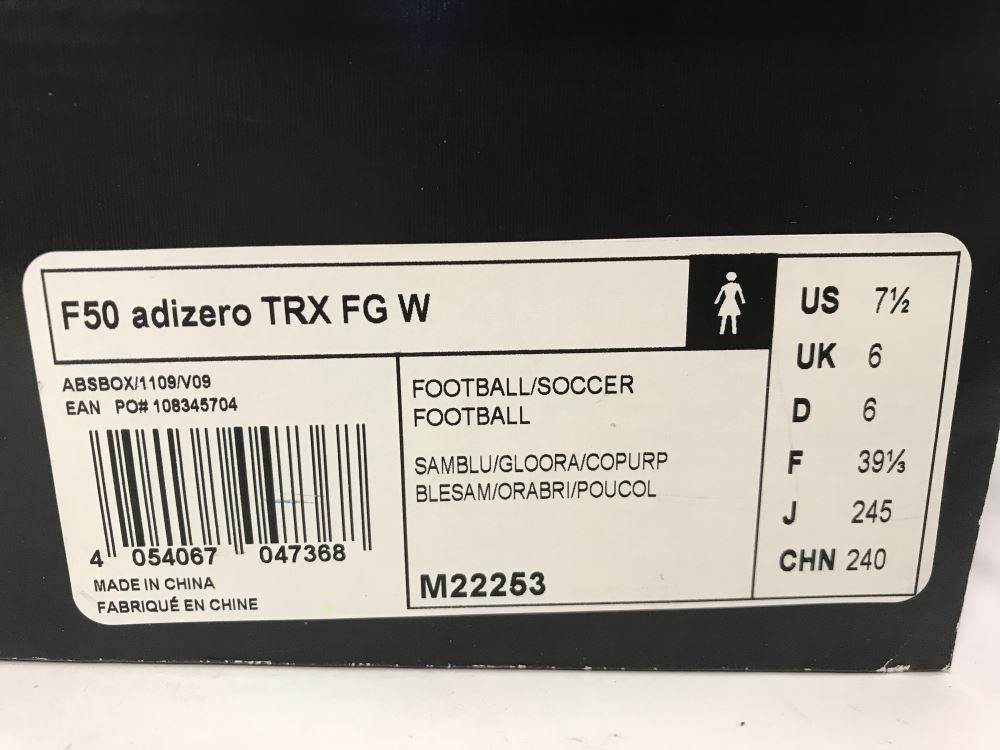 F50 adizero TRX FG W
ABSBOX/1109/V09
EAN PO# 108345704
4 054067 047368
MADE IN CHINA
FABRIQUÉ EN CHINE
FOOTBALL/SOCCER
FOOTBALL
SAMBLU/GLOORA/COPURP
BLESAM/ORABRI/POUCOL
M22253
US 7½
UK 6
D 6
F 39⅓
J 245
CHN 240